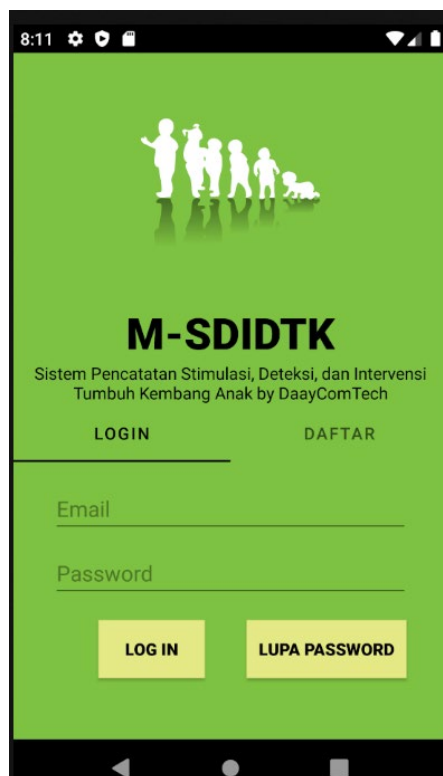 8:11
M-SDIDTK
Sistem Pencatatan Stimulasi, Deteksi, dan Intervensi
Tumbuh Kembang Anak by DaayComTech
LOGIN DAFTAR
Email
Password
LOG IN LUPA PASSWORD